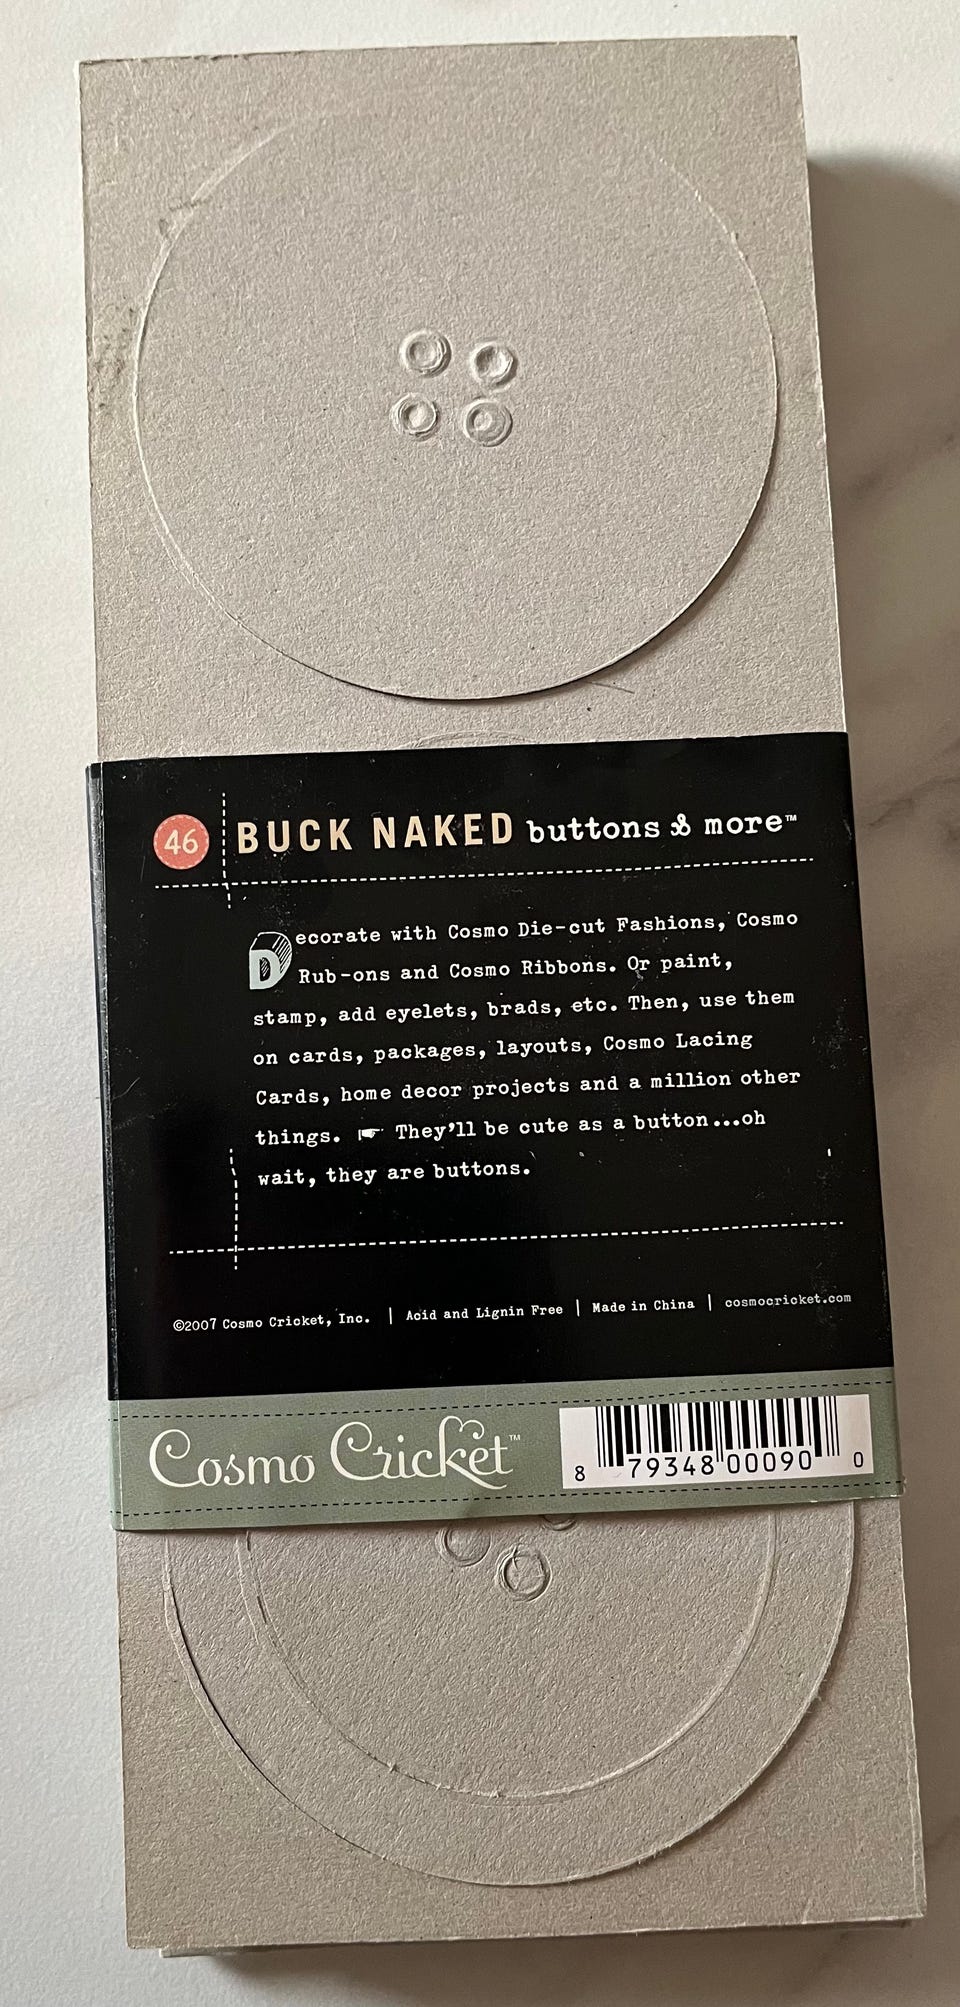 46 BUCK NAKED buttons & more™
Decorate with Cosmo Die-cut Fashions, Cosmo
Rub-ons and Cosmo Ribbons. Or paint,
stamp, add eyelets, brads, etc. Then, use them
on cards, packages, layouts, Cosmo Lacing
Cards, home decor projects and a million other
things. ☛ They'll be cute as a button...oh
wait, they are buttons.
©2007 Cosmo Cricket, Inc. | Acid and Lignin Free | Made in China | cosmocricket.com
Cosmo Cricket™
8 79348 00090 0